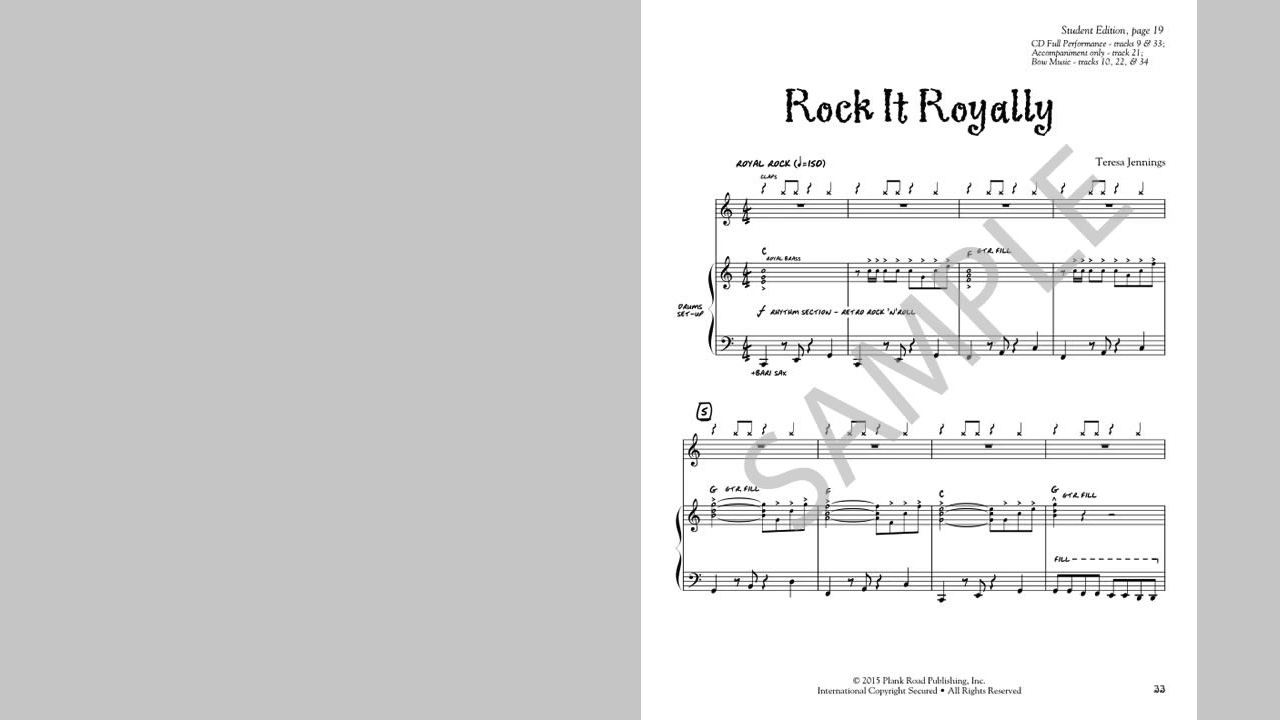 Student Edition, page 19
CD Full Performance - tracks 9 & 33;
Accompaniment only - track 21;
Bow Music - tracks 10, 22, & 34
Rock It Royally
ROYAL ROCK (♩=150)
Teresa Jennings
CLAPS
C
F
GTR FILL
ROYAL BRASS
DRUMS
SET-UP
f RHYTHM SECTION - RETRO ROCK 'N' ROLL
+BARI SAX
5
G GTR FILL
F
C
G GTR FILL
FILL
SAMPLE
© 2015 Plank Road Publishing, Inc.
International Copyright Secured • All Rights Reserved
33